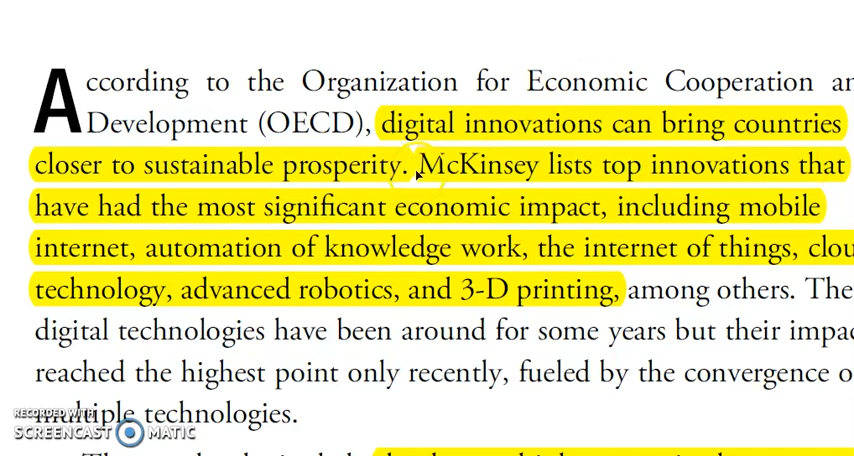 According to the Organization for Economic Cooperation an
Development (OECD), digital innovations can bring countries
closer to sustainable prosperity. McKinsey lists top innovations that
have had the most significant economic impact, including mobile
internet, automation of knowledge work, the internet of things, clou
technology, advanced robotics, and 3-D printing, among others. The
digital technologies have been around for some years but their impac
reached the highest point only recently, fueled by the convergence o
multiple technologies.
RECORDED WITH
SCREENCAST MATIC